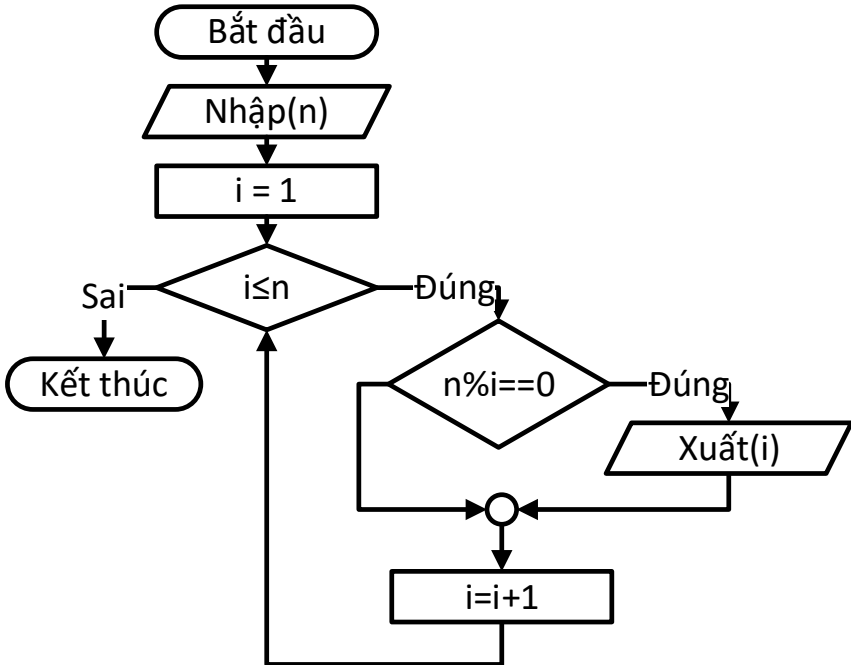 Bắt đầu
Nhập(n)
i = 1
i≤n
Sai
Đúng
Kết thúc
n%i==0
Đúng
Xuất(i)
i=i+1